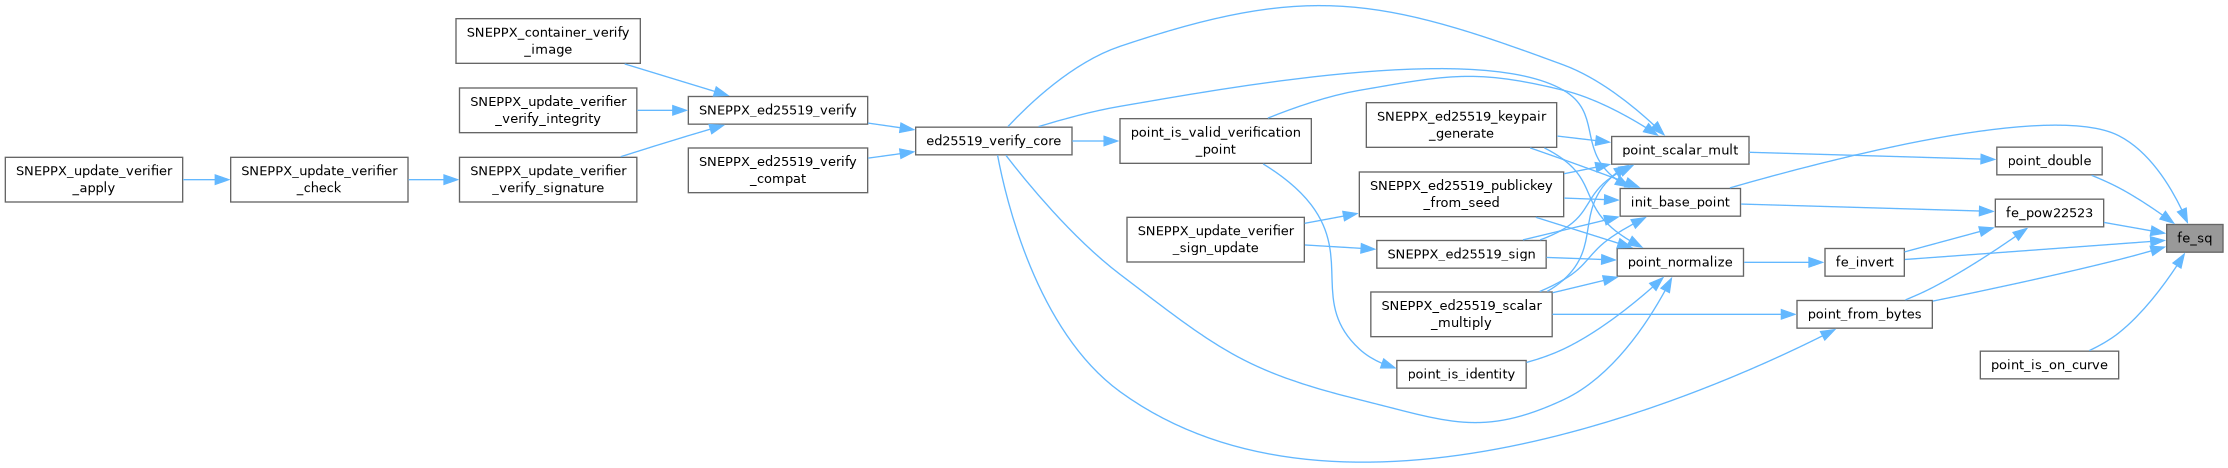 SNEPPX_container_verify
_image
SNEPPX_update_verifier
_verify_integrity
SNEPPX_update_verifier
_apply
SNEPPX_update_verifier
_check
SNEPPX_update_verifier
_verify_signature
SNEPPX_ed25519_verify
SNEPPX_ed25519_verify
_compat
ed25519_verify_core
point_is_valid_verification
_point
SNEPPX_update_verifier
_sign_update
SNEPPX_ed25519_keypair
_generate
SNEPPX_ed25519_publickey
_from_seed
SNEPPX_ed25519_sign
SNEPPX_ed25519_scalar
_multiply
point_is_identity
point_scalar_mult
init_base_point
point_normalize
fe_invert
point_from_bytes
point_double
fe_pow22523
point_is_on_curve
fe_sq